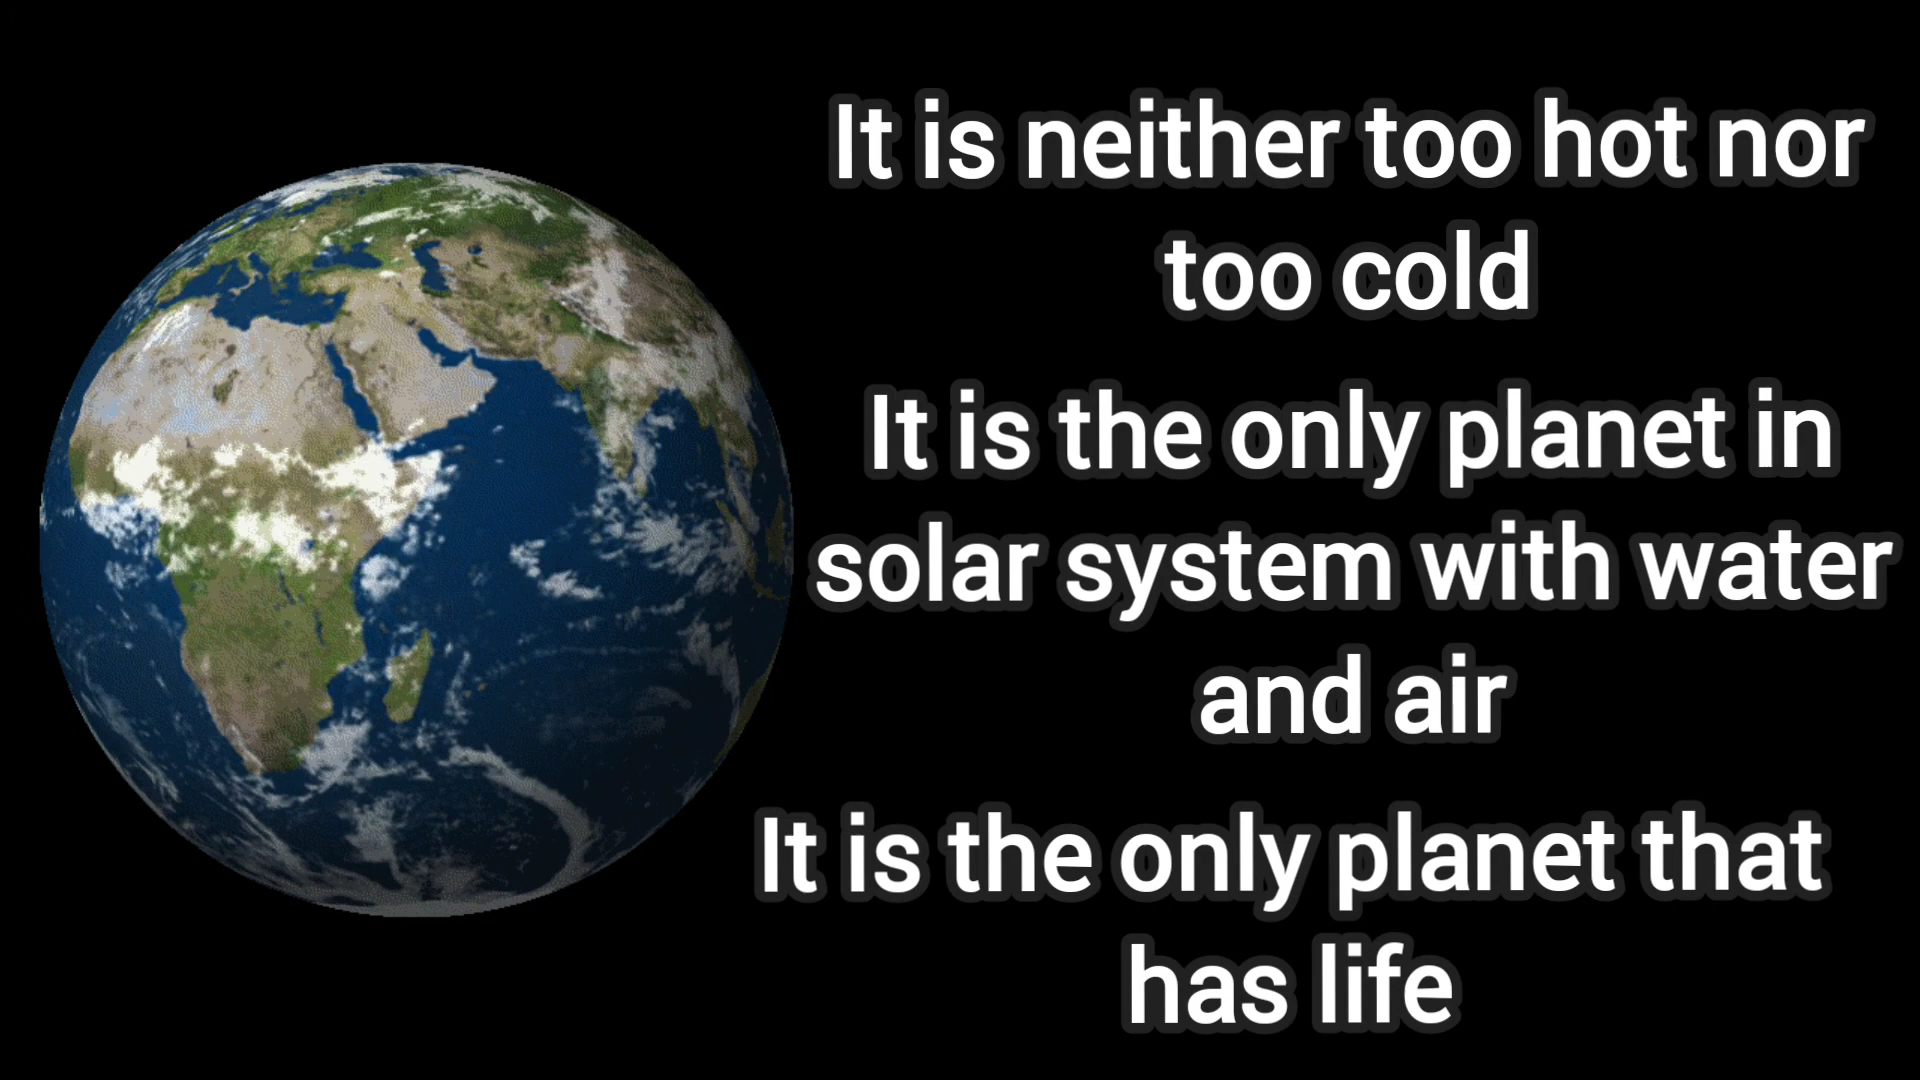 It is neither too hot nor
too cold
It is the only planet in
solar system with water
and air
It is the only planet that
has life